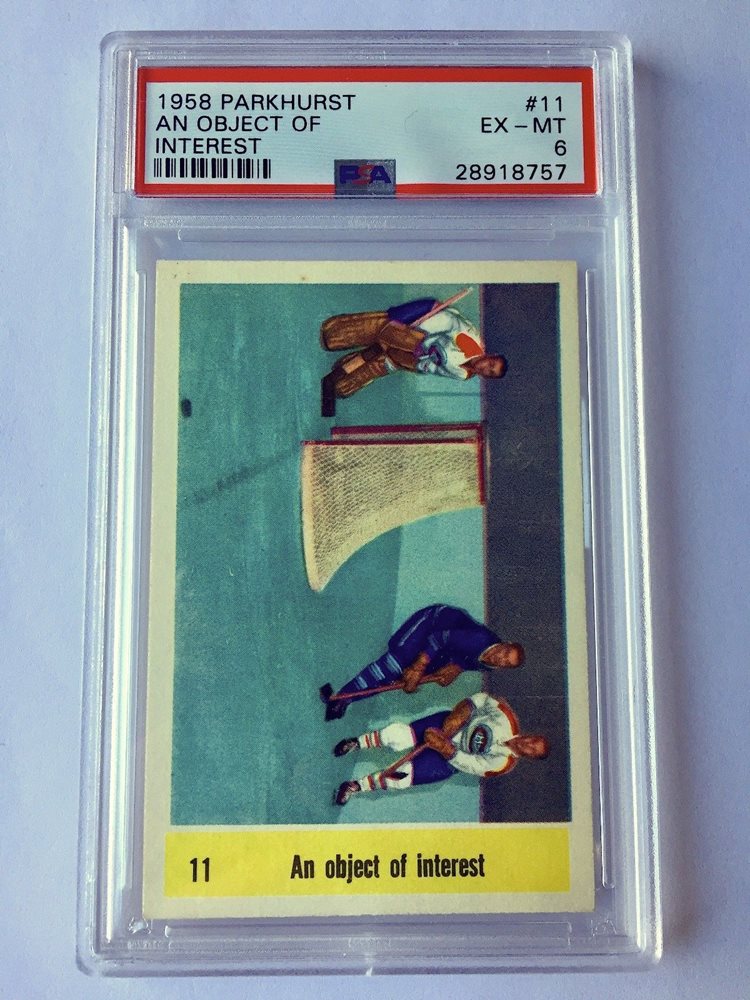 1958 PARKHURST #11
AN OBJECT OF EX - MT
INTEREST 6
PSA 28918757
11 An object of interest